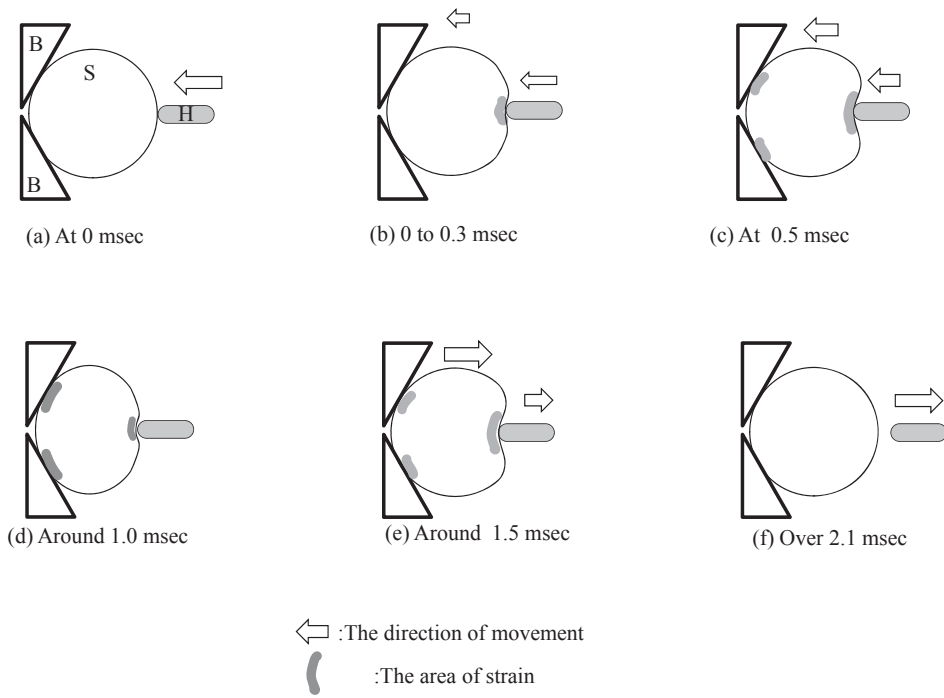 B
S
H
B
(a) At 0 msec
(b) 0 to 0.3 msec
(c) At 0.5 msec
(d) Around 1.0 msec
(e) Around 1.5 msec
(f) Over 2.1 msec
:The direction of movement
:The area of strain